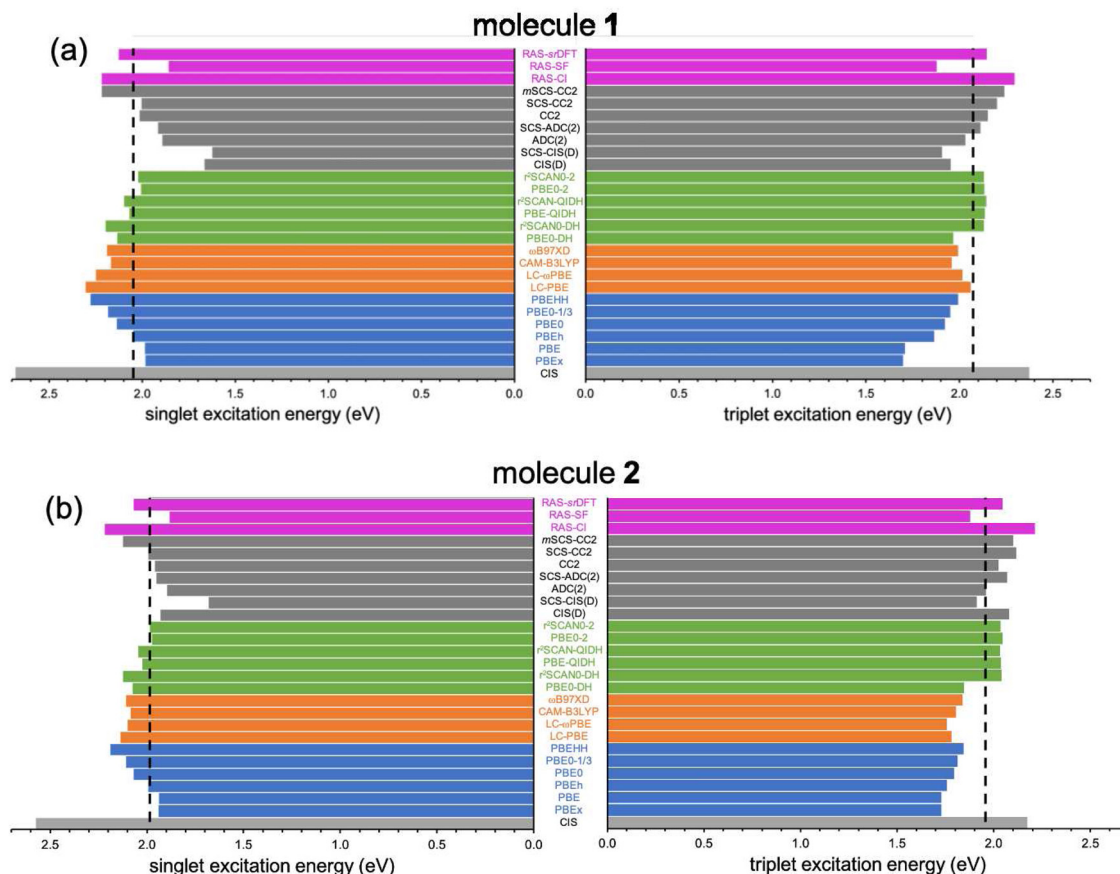 molecule 1
(a)
RAS-srDFT
RAS-SF
RAS-CI
mSCS-CC2
SCS-CC2
CC2
SCS-ADC(2)
ADC(2)
SCS-CIS(D)
CIS(D)
r²SCAN0-2
PBE0-2
r²SCAN-QIDH
PBE-QIDH
r²SCAN0-DH
PBE0-DH
ωB97XD
CAM-B3LYP
LC-ωPBE
LC-PBE
PBEHH
PBE0-1/3
PBE0
PBEh
PBE
PBEx
CIS
2.5 2.0 1.5 1.0 0.5 0.0 0.0 0.5 1.0 1.5 2.0 2.5
singlet excitation energy (eV) triplet excitation energy (eV)
molecule 2
(b)
RAS-srDFT
RAS-SF
RAS-CI
mSCS-CC2
SCS-CC2
CC2
SCS-ADC(2)
ADC(2)
SCS-CIS(D)
CIS(D)
r²SCAN0-2
PBE0-2
r²SCAN-QIDH
PBE-QIDH
r²SCAN0-DH
PBE0-DH
ωB97XD
CAM-B3LYP
LC-ωPBE
LC-PBE
PBEHH
PBE0-1/3
PBE0
PBEh
PBE
PBEx
CIS
2.5 2.0 1.5 1.0 0.5 0.0 0.0 0.5 1.0 1.5 2.0 2.5
singlet excitation energy (eV) triplet excitation energy (eV)